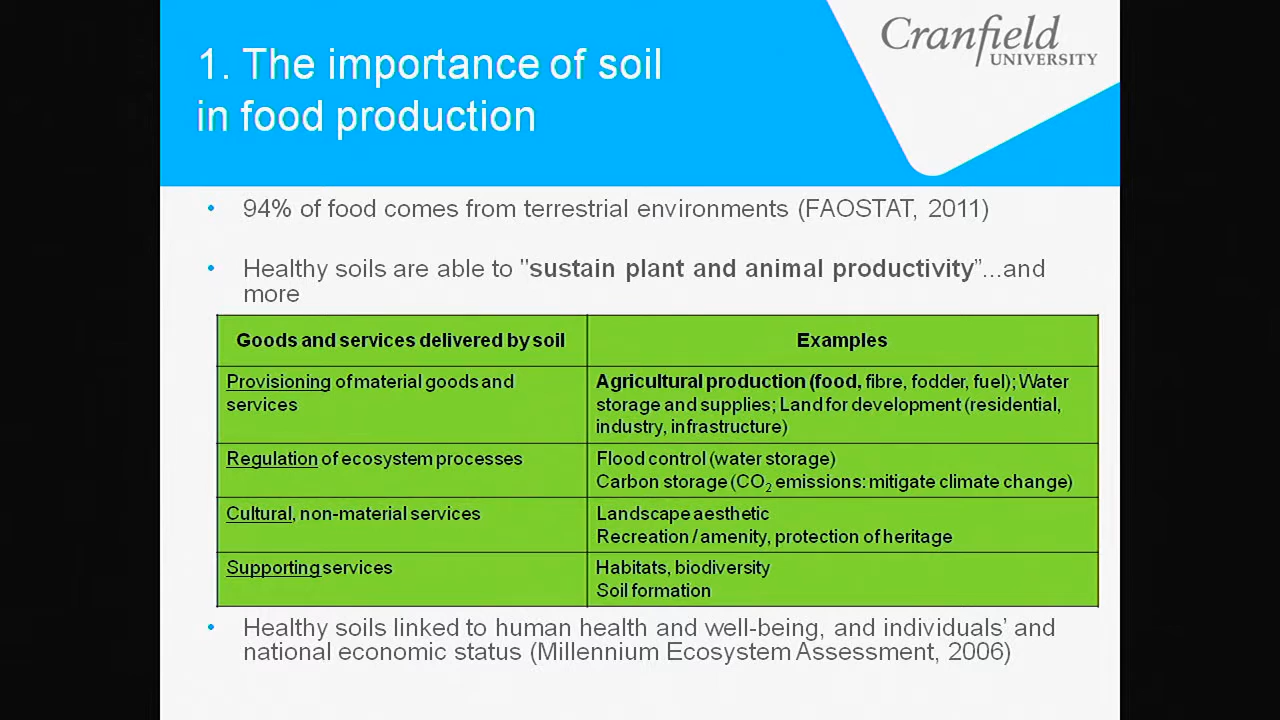 1. The importance of soil
in food production
Cranfield
UNIVERSITY
• 94% of food comes from terrestrial environments (FAOSTAT, 2011)
• Healthy soils are able to "sustain plant and animal productivity”...and
more
Goods and services delivered by soil
Examples
Provisioning of material goods and
services
Agricultural production (food, fibre, fodder, fuel); Water
storage and supplies; Land for development (residential,
industry, infrastructure)
Regulation of ecosystem processes
Flood control (water storage)
Carbon storage (CO₂ emissions: mitigate climate change)
Cultural, non-material services
Landscape aesthetic
Recreation / amenity, protection of heritage
Supporting services
Habitats, biodiversity
Soil formation
• Healthy soils linked to human health and well-being, and individuals’ and
national economic status (Millennium Ecosystem Assessment, 2006)